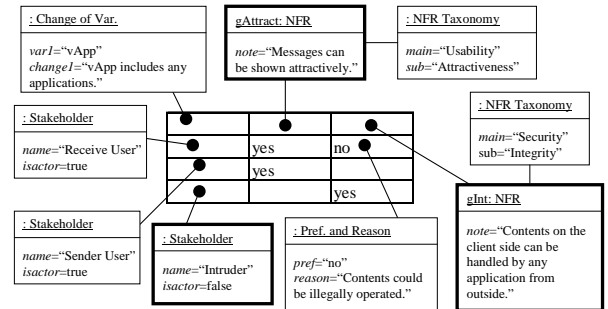 : Change of Var.
var1=“vApp”
change1=“vApp includes any
applications.”
gAttract: NFR
note=“Messages can
be shown attractively.”
: NFR Taxonomy
main=“Usability”
sub=“Attractiveness”
: Stakeholder
name=“Receive User”
isactor=true
yes
no
yes
yes
: NFR Taxonomy
main=“Security”
sub=“Integrity”
: Stakeholder
name=“Sender User”
isactor=true
: Stakeholder
name=“Intruder”
isactor=false
: Pref. and Reason
pref=“no”
reason=“Contents could
be illegally operated.”
gInt: NFR
note=“Contents on the
client side can be
handled by any
application from
outside.”